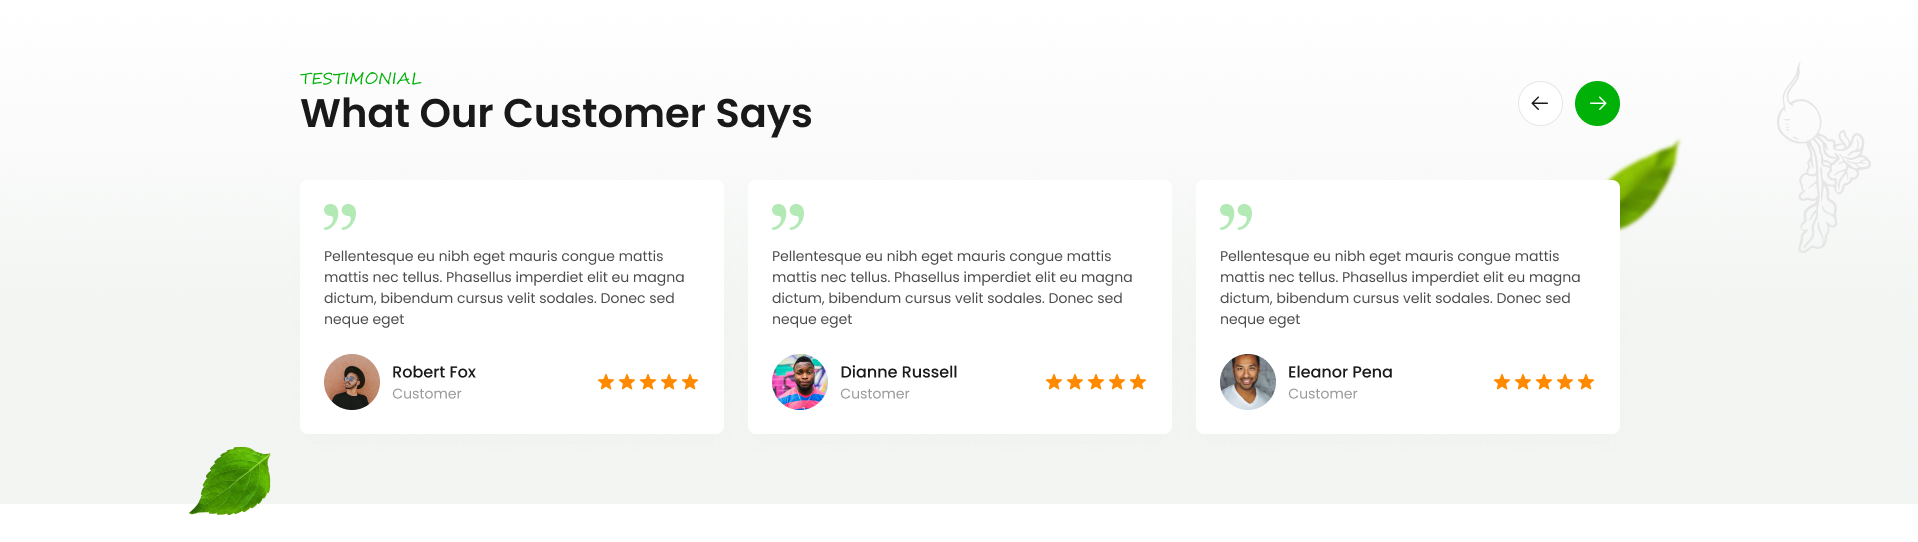 TESTIMONIAL
What Our Customer Says
Pellentesque eu nibh eget mauris congue mattis
mattis nec tellus. Phasellus imperdiet elit eu magna
dictum, bibendum cursus velit sodales. Donec sed
neque eget
Robert Fox
Customer
Pellentesque eu nibh eget mauris congue mattis
mattis nec tellus. Phasellus imperdiet elit eu magna
dictum, bibendum cursus velit sodales. Donec sed
neque eget
Dianne Russell
Customer
Pellentesque eu nibh eget mauris congue mattis
mattis nec tellus. Phasellus imperdiet elit eu magna
dictum, bibendum cursus velit sodales. Donec sed
neque eget
Eleanor Pena
Customer